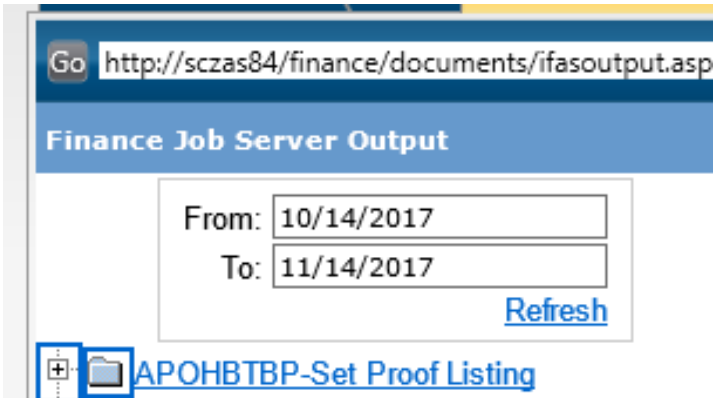 Go http://sczas84/finance/documents/ifasoutput.asp
Finance Job Server Output
From: 10/14/2017
To: 11/14/2017
Refresh
APOHBTBP-Set Proof Listing